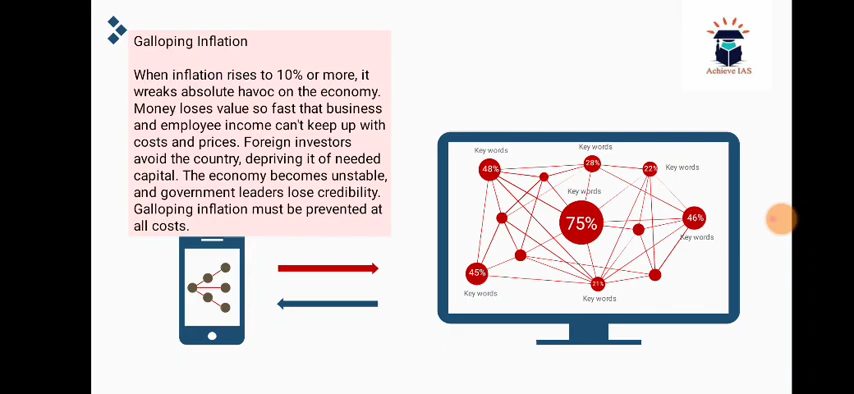 Galloping Inflation
When inflation rises to 10% or more, it
wreaks absolute havoc on the economy.
Money loses value so fast that business
and employee income can't keep up with
costs and prices. Foreign investors
avoid the country, depriving it of needed
capital. The economy becomes unstable,
and government leaders lose credibility.
Galloping inflation must be prevented at
all costs.
Achieve IAS
Key words
48%
Key words
28%
22%
Key words
Key words
75%
46%
Key words
45%
Key words
21%
Key words